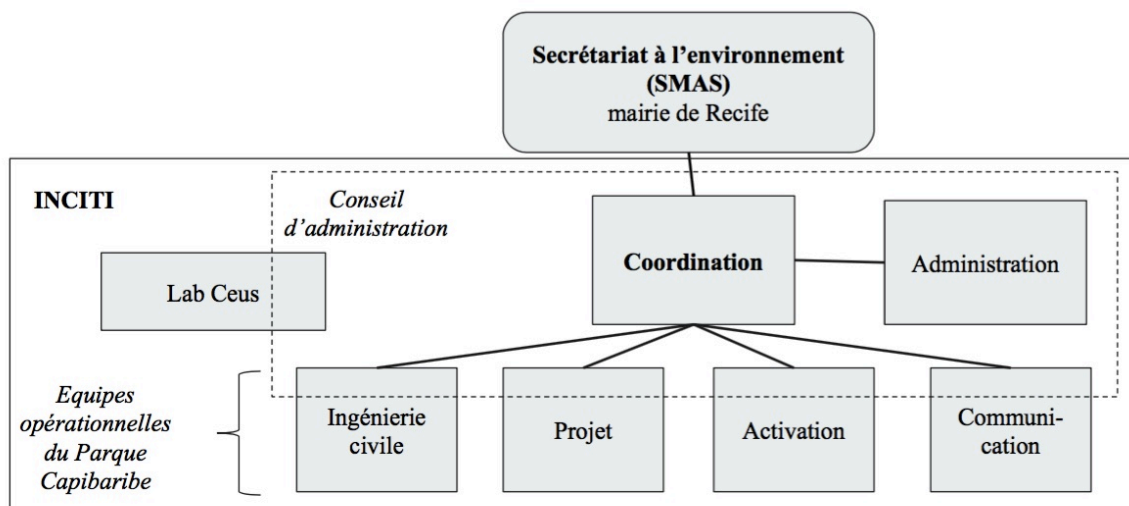 Secrétariat à l’environnement
(SMAS)
mairie de Recife
INCITI
Conseil
d’administration
Coordination
Administration
Lab Ceus
Equipes
opérationnelles
du Parque
Capibaribe
Ingénierie
civile
Projet
Activation
Communi-
cation